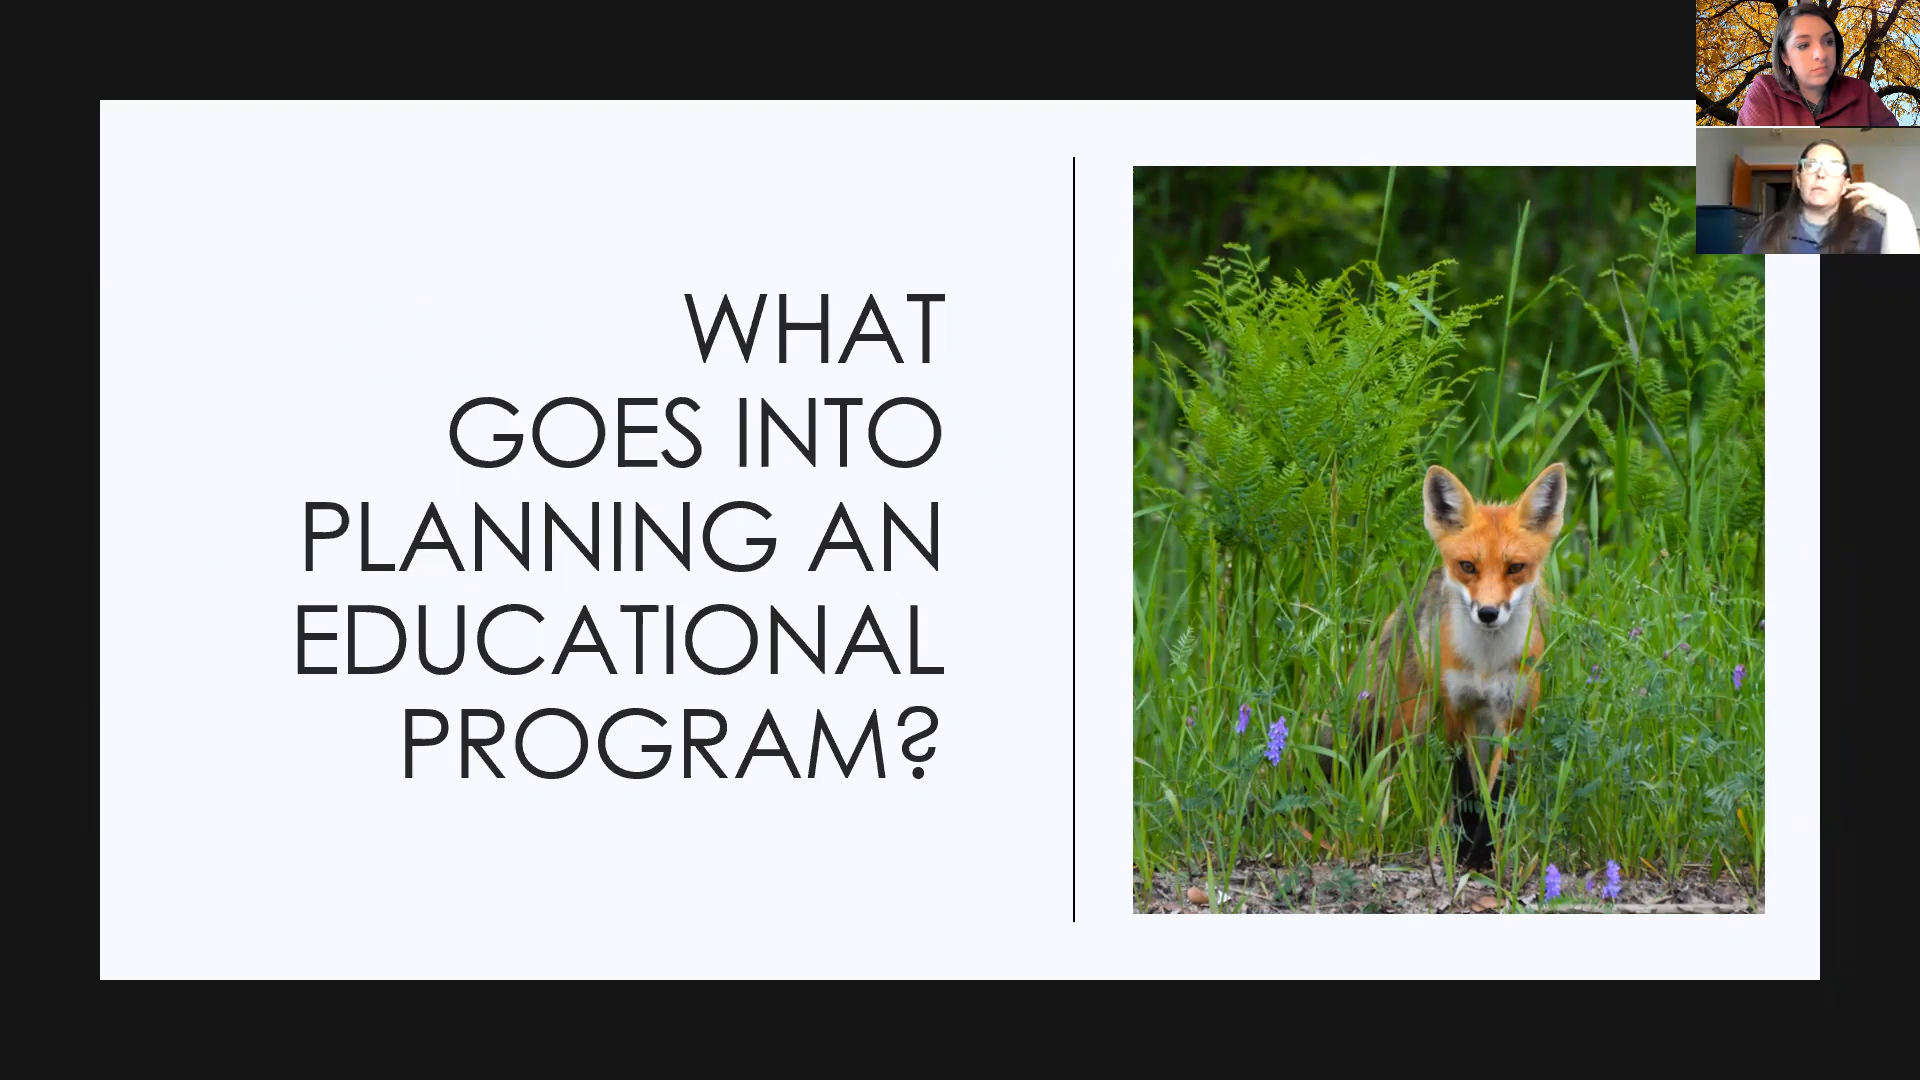 WHAT
GOES INTO
PLANNING AN
EDUCATIONAL
PROGRAM?